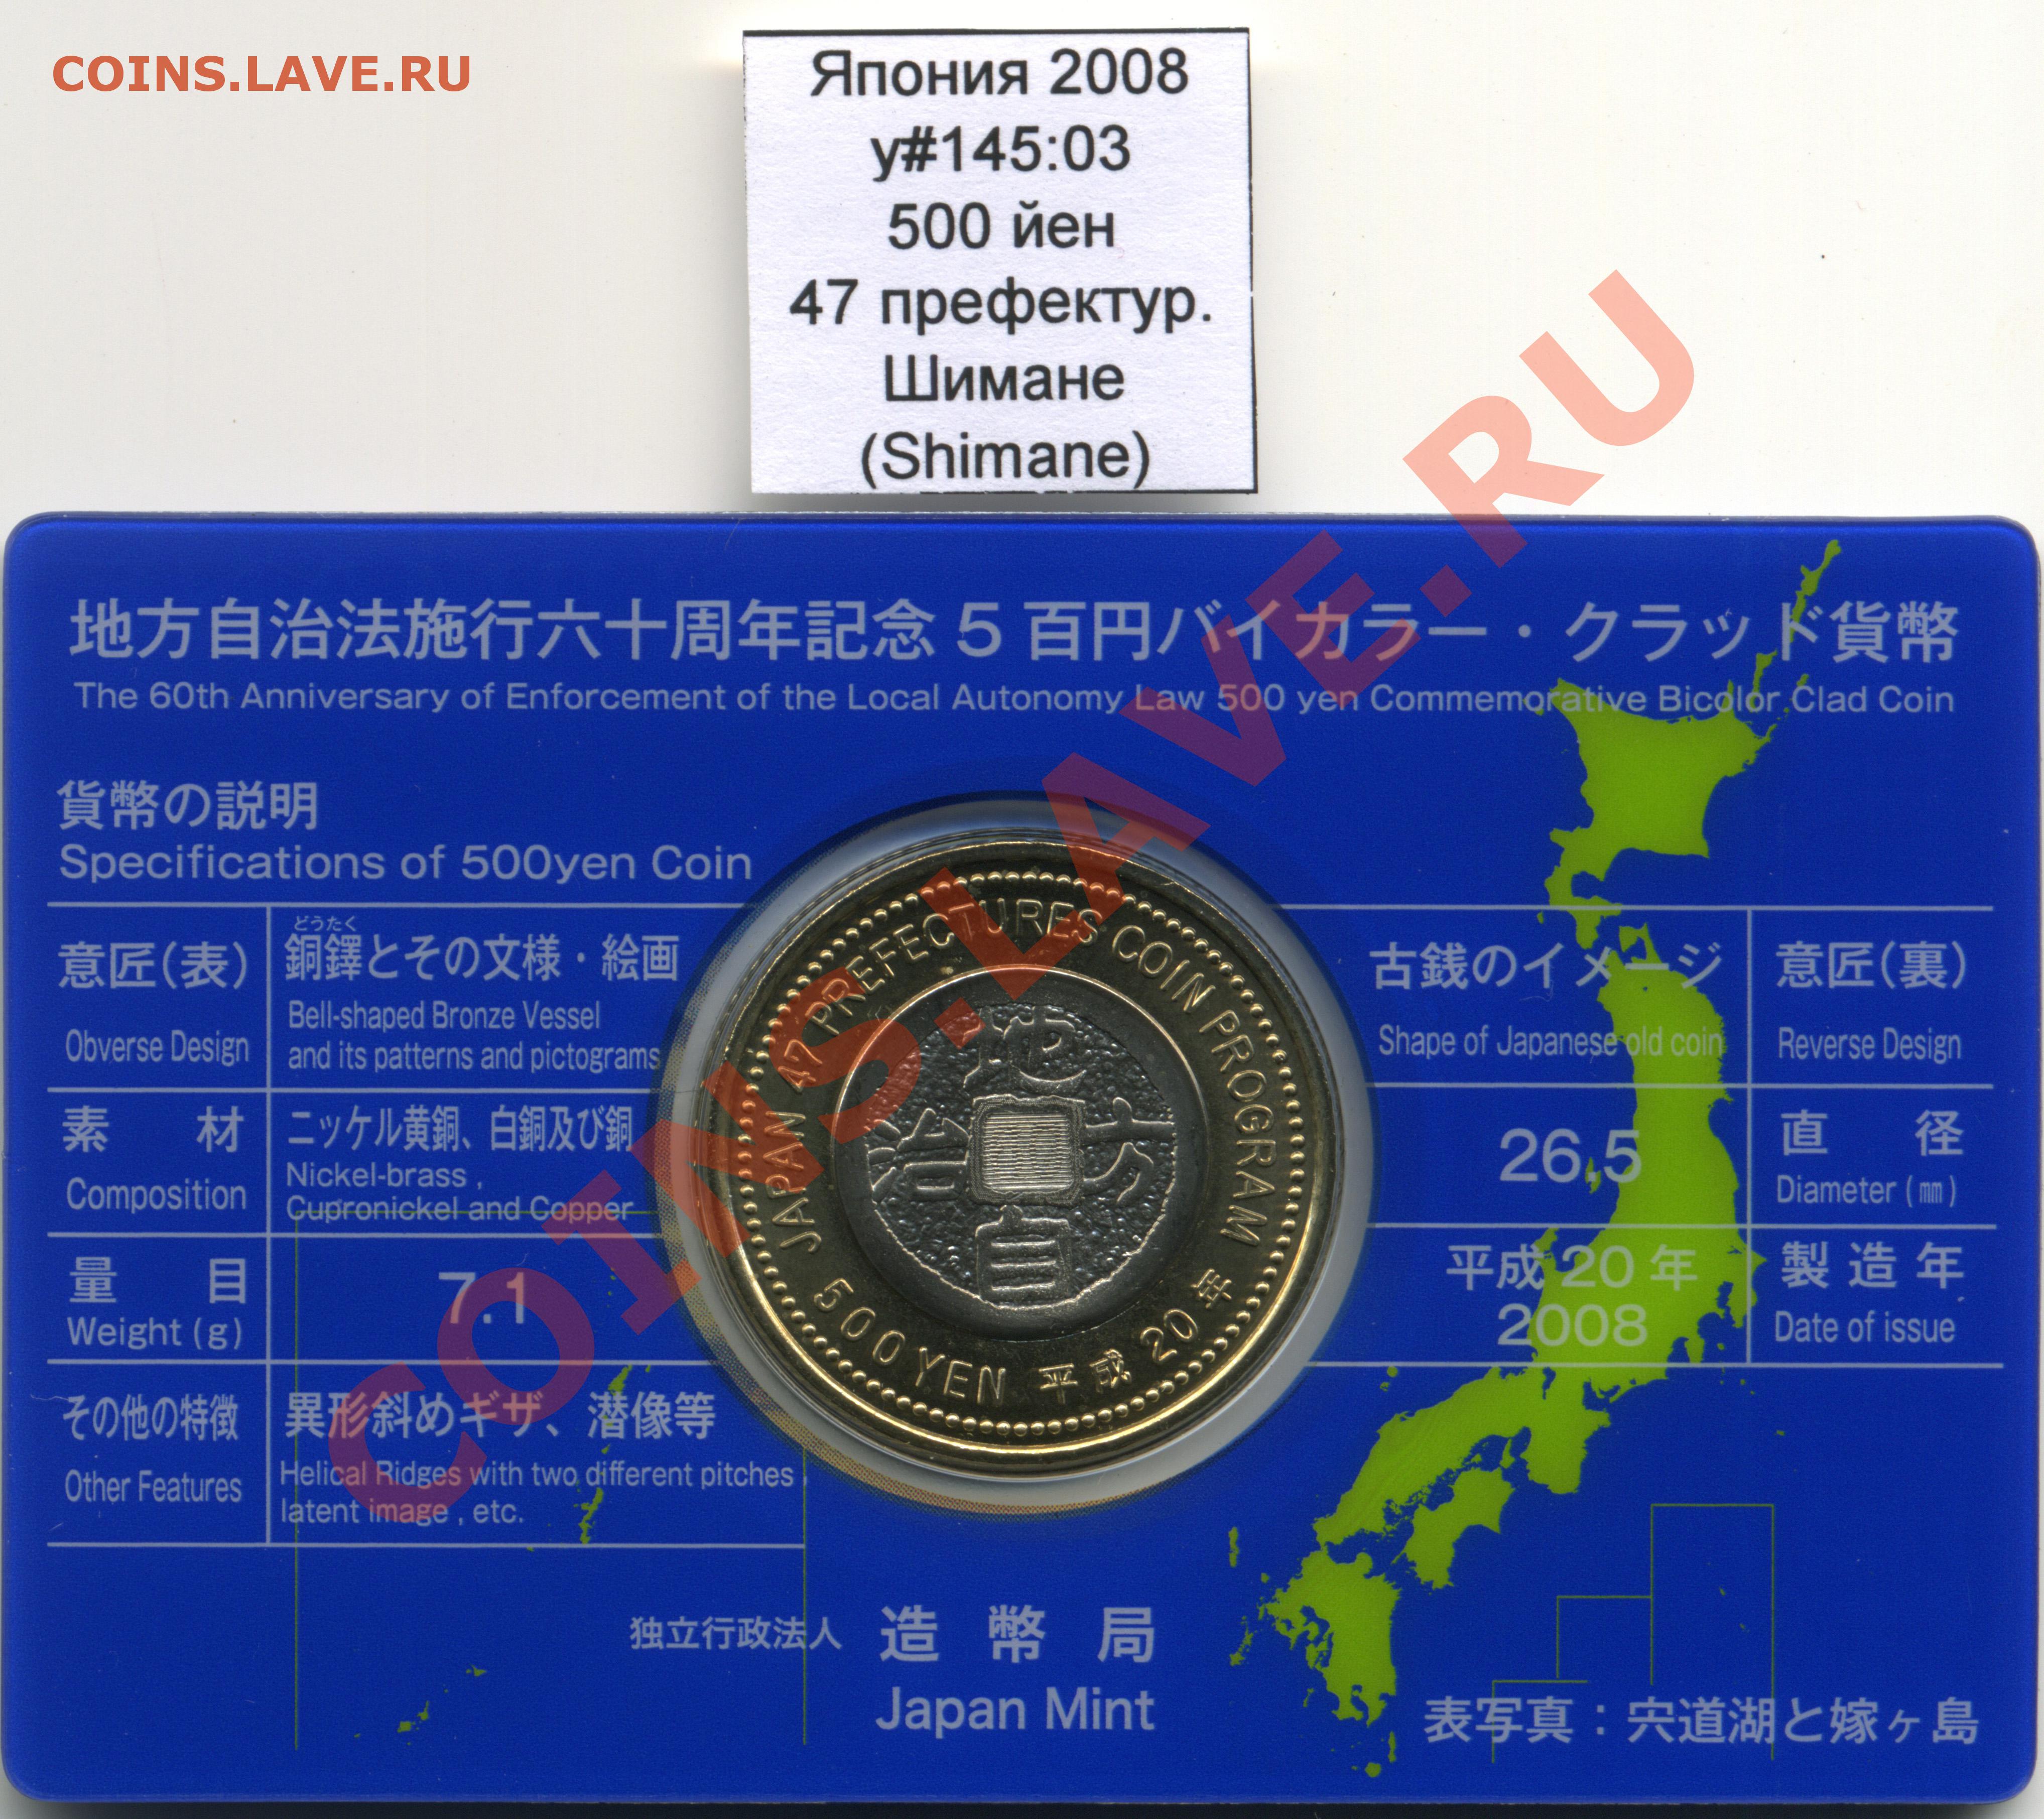 COINS.LAVE.RU
Япония 2008
y#145:03
500 йен
47 префектур.
Шимане
(Shimane)
地方自治法施行六十周年記念5百円バイカラー・クラッド貨幣
The 60th Anniversary of Enforcement of the Local Autonomy Law 500 yen Commemorative Bicolor Clad Coin
貨幣の説明
Specifications of 500yen Coin
意匠(表)
Obverse Design
どうたく
銅鐸とその文様・絵画
Bell-shaped Bronze Vessel
and its patterns and pictograms
素材
Composition
ニッケル黄銅、白銅及び銅
Nickel-brass ,
Cupronickel and Copper
量目
Weight (g)
7.1
その他の特徴
Other Features
異形斜めギザ、潜像等
Helical Ridges with two different pitches ,
latent image , etc.
JAPAN 47 PREFECTURES COIN PROGRAM
500 YEN 平成 20 年
地方自治
古銭のイメージ
Shape of Japanese old coin
意匠(裏)
Reverse Design
26.5
直径
Diameter (㎜)
平成 20 年
2008
製造年
Date of issue
独立行政法人 造幣局
Japan Mint
表写真：宍道湖と嫁ヶ島
COINS.LAVE.RU